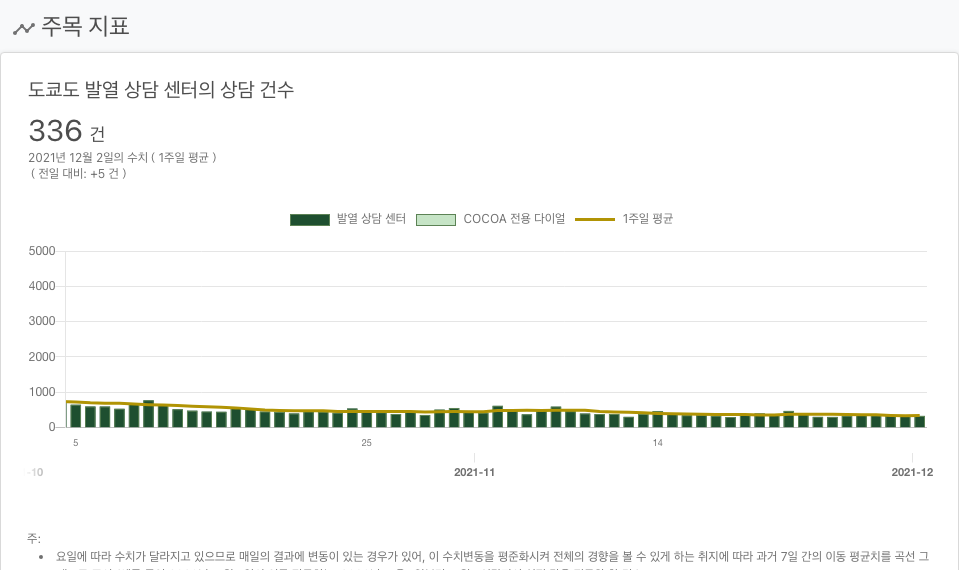 주목 지표
도쿄도 발열 상담 센터의 상담 건수
336 건
2021년 12월 2일의 수치 ( 1주일 평균 )
( 전일 대비: +5 건 )
발열 상담 센터 COCOA 전용 다이얼 1주일 평균
5000
4000
3000
2000
1000
0
5 25 14
-10 2021-11 2021-12
주:
• 요일에 따라 수치가 달라지고 있으므로 매일의 결과에 변동이 있는 경우가 있어, 이 수치변동을 평준화시켜 전체의 경향을 볼 수 있게 하는 취지에 따라 과거 7일 간의 이동 평균치를 곡선 그